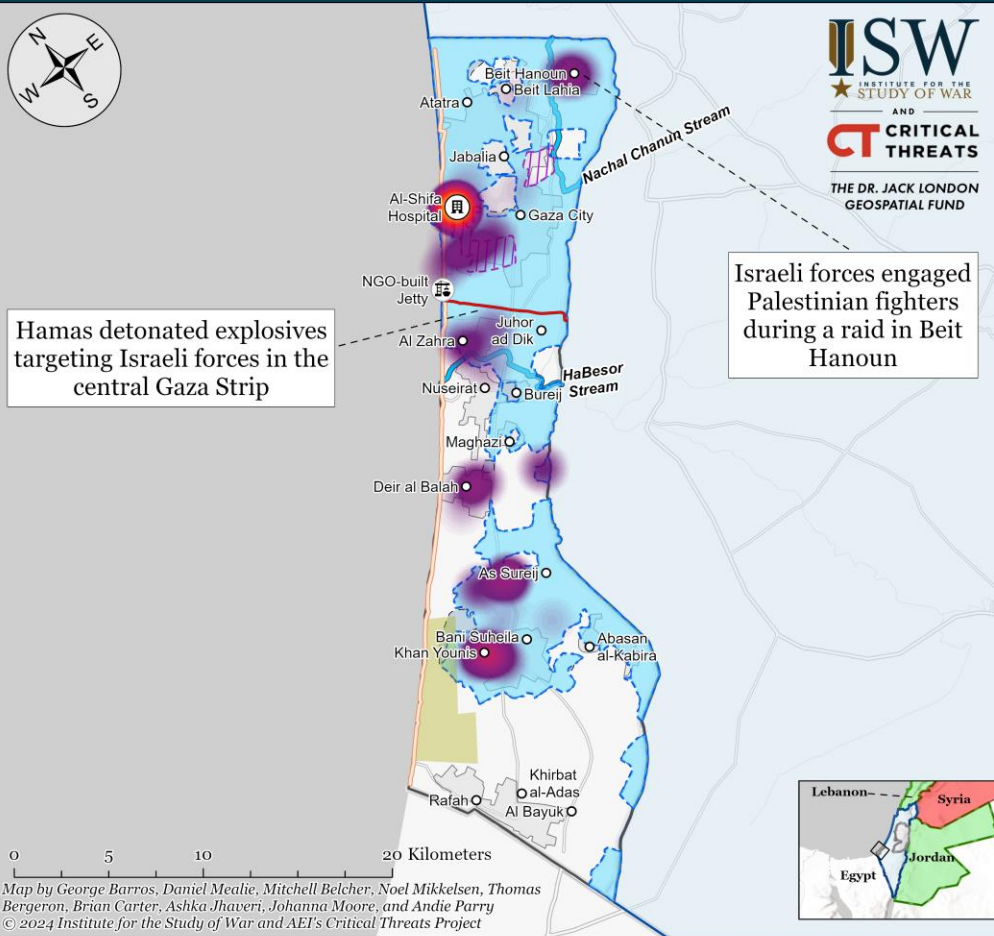 N
E
W
S
ISW
INSTITUTE FOR THE
STUDY OF WAR
AND
CT CRITICAL
THREATS
THE DR. JACK LONDON
GEOSPATIAL FUND
Beit Hanoun
Beit Lahia
Atatra
Nachal Chanun Stream
Jabalia
Al-Shifa
Hospital
Gaza City
NGO-built
Jetty
Israeli forces engaged
Palestinian fighters
during a raid in Beit
Hanoun
Hamas detonated explosives
targeting Israeli forces in the
central Gaza Strip
Juhor
ad Dik
Al Zahra
HaBesor
Stream
Nuseirat
Bureij
Maghazi
Deir al Balah
As Sureij
Bani Suheila
Abasan
al-Kabira
Khan Younis
Khirbat
al-Adas
Rafah
Al Bayuk
Lebanon
Syria
Jordan
Egypt
0 5 10 20 Kilometers
Map by George Barros, Daniel Mealie, Mitchell Belcher, Noel Mikkelsen, Thomas
Bergeron, Brian Carter, Ashka Jhaveri, Johanna Moore, and Andie Parry
© 2024 Institute for the Study of War and AEI's Critical Threats Project